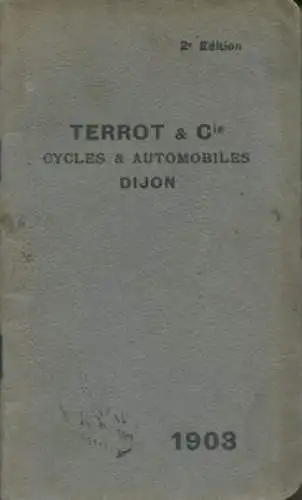 2e Edition
TERROT & Cie
CYCLES & AUTOMOBILES
DIJON
1903